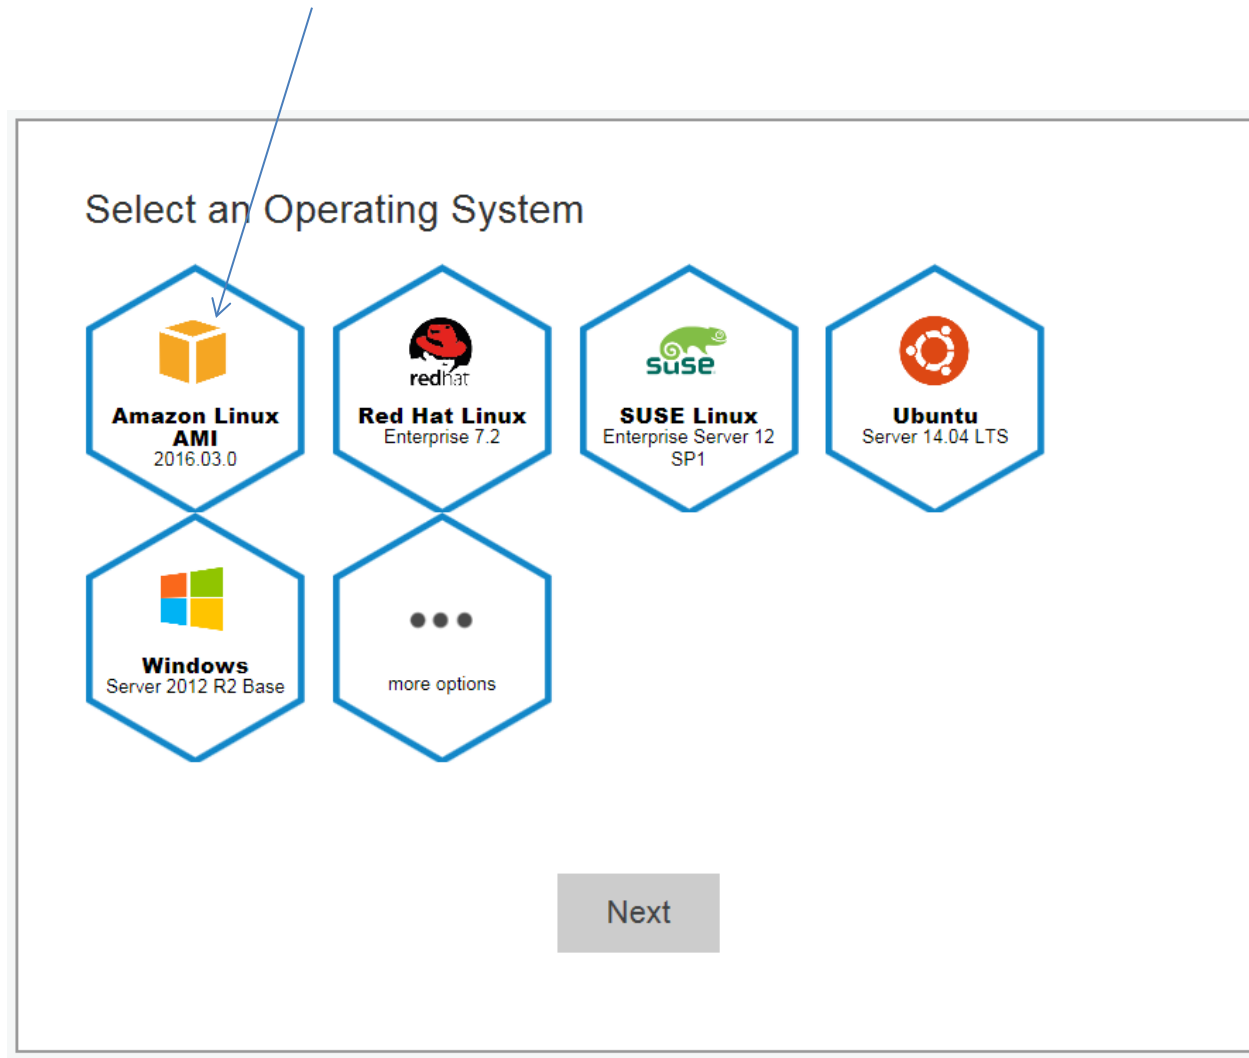 Select an Operating System
Amazon Linux
AMI
2016.03.0
redhat
Red Hat Linux
Enterprise 7.2
SUSE
SUSE Linux
Enterprise Server 12
SP1
Ubuntu
Server 14.04 LTS
Windows
Server 2012 R2 Base
more options
Next